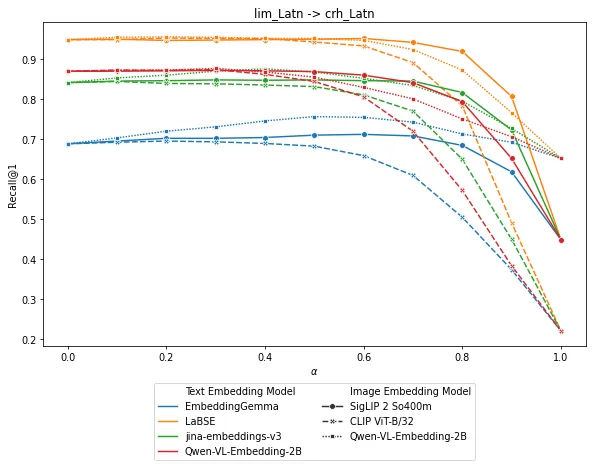 lim_Latn -> crh_Latn
Recall@1
0.9
0.8
0.7
0.6
0.5
0.4
0.3
0.2
0.0 0.2 0.4 0.6 0.8 1.0
α
Text Embedding Model Image Embedding Model
EmbeddingGemma SigLIP 2 So400m
LaBSE CLIP ViT-B/32
jina-embeddings-v3 Qwen-VL-Embedding-2B
Qwen-VL-Embedding-2B